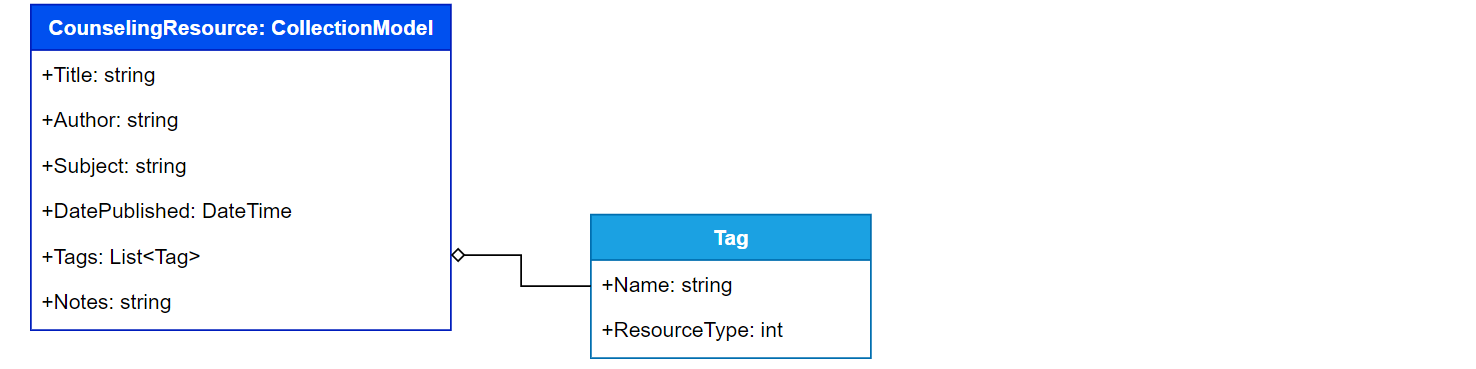 CounselingResource: CollectionModel
+Title: string
+Author: string
+Subject: string
+DatePublished: DateTime
+Tags: List<Tag>
+Notes: string
Tag
+Name: string
+ResourceType: int